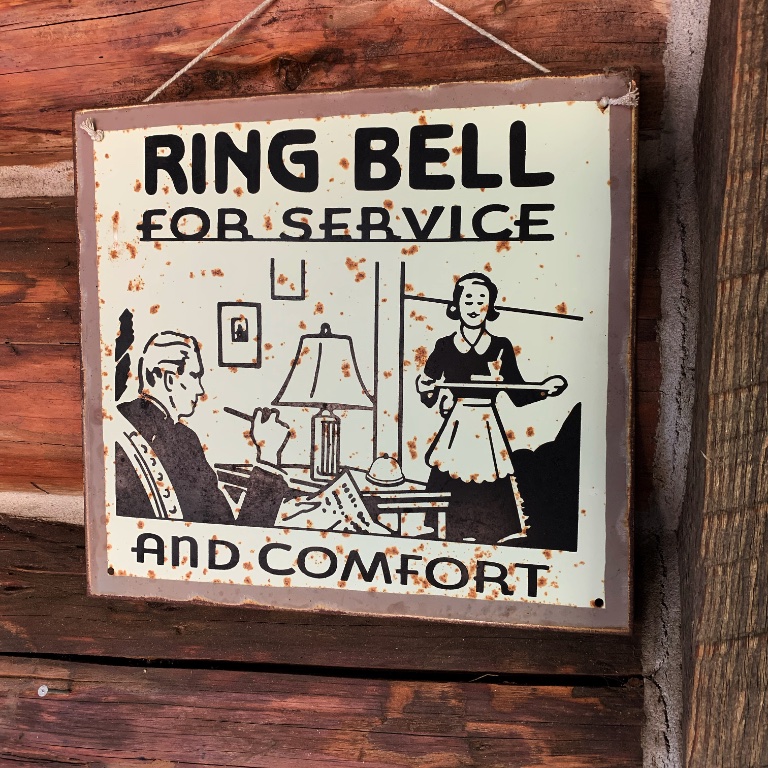 RING BELL
FOR SERVICE
AND COMFORT